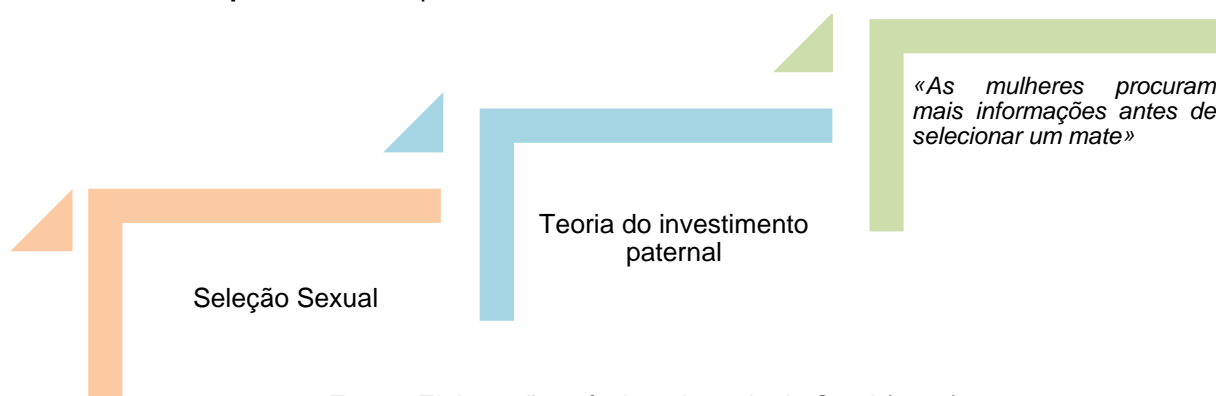 «As mulheres procuram
mais informações antes de
selecionar um mate»
Teoria do investimento
paternal
Seleção Sexual